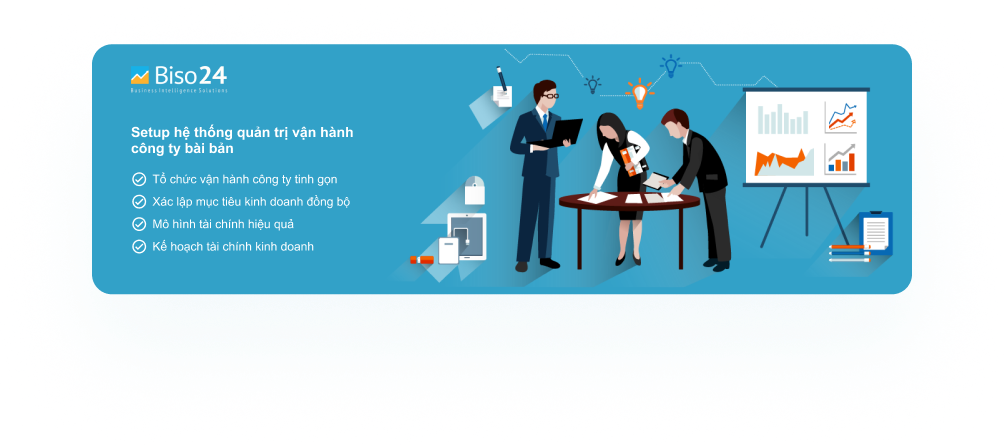 Biso24
Business Intelligence Solutions
Setup hệ thống quản trị vận hành
công ty bài bản
Tổ chức vận hành công ty tinh gọn
Xác lập mục tiêu kinh doanh đồng bộ
Mô hình tài chính hiệu quả
Kế hoạch tài chính kinh doanh